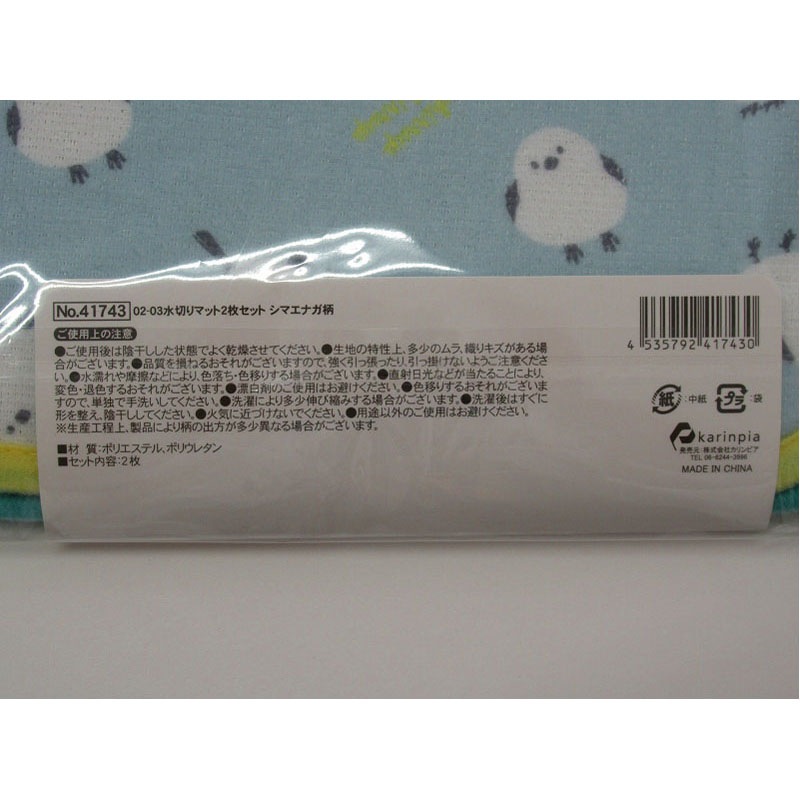 No.41743 02-03水切りマット2枚セット シマエナガ柄
ご使用上の注意
●ご使用後は陰干しした状態でよく乾燥させてください。●生地の特性上、多少のムラ、織りキズがある場
合がございます。●品質を損ねるおそれがございますので、強く引っ張ったり、引っ掛けないようご注意くださ
い。●水濡れや摩擦などにより、色落ち・色移りする場合がございます。●直射日光などが当たることにより、
変色・退色するおそれがございます。●漂白剤のご使用はお避けください。●色移りするおそれがございま
すので、単独で手洗いしてください。●洗濯により多少伸び縮みする場合がございます。●洗濯後はすぐに
形を整え、陰干ししてください。●火気に近づけないでください。●用途以外のご使用はお避けください。
※生産工程上、製品により柄の出方が多少異なる場合がございます。
■材 質:ポリエステル、ポリウレタン
■セット内容:2枚
4 535792 417430
紙 :中紙 プラ :袋
karinpia
発売元:株式会社カリンピア
TEL 06-6244-3996
MADE IN CHINA